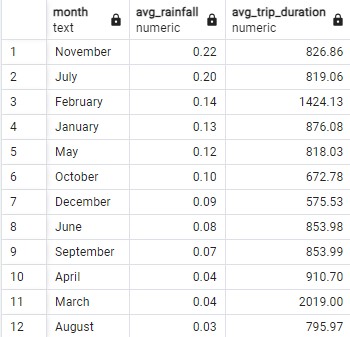 month avg_rainfall avg_trip_duration
text numeric numeric
1 November 0.22 826.86
2 July 0.20 819.06
3 February 0.14 1424.13
4 January 0.13 876.08
5 May 0.12 818.03
6 October 0.10 672.78
7 December 0.09 575.53
8 June 0.08 853.98
9 September 0.07 853.99
10 April 0.04 910.70
11 March 0.04 2019.00
12 August 0.03 795.97